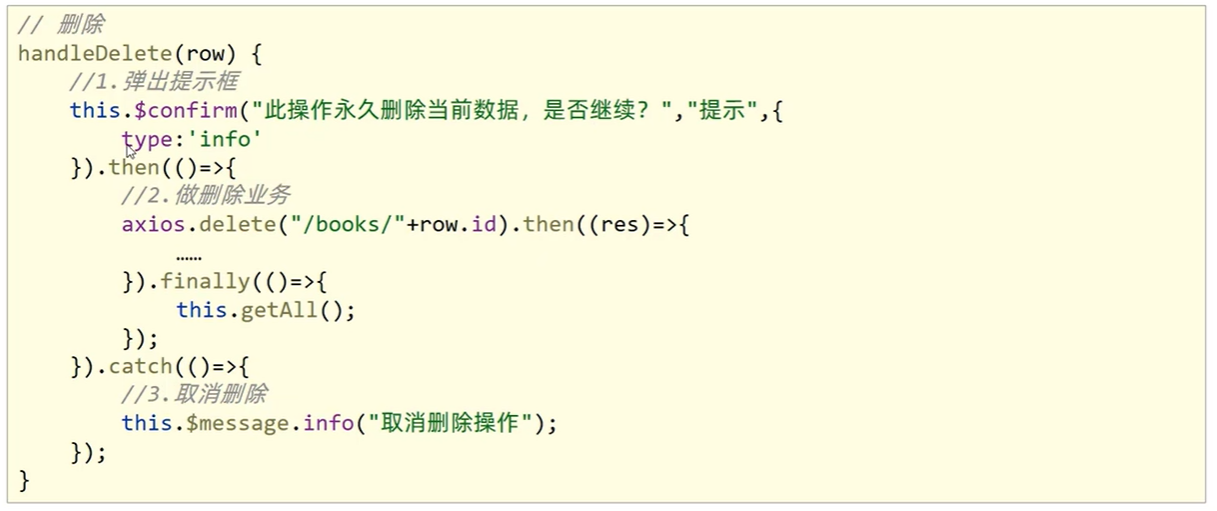 // 删除
handleDelete(row) {
    //1.弹出提示框
    this.$confirm("此操作永久删除当前数据，是否继续？","提示",{
        type:'info'
    }).then(()=>{
        //2.做删除业务
        axios.delete("/books/"+row.id).then((res)=>{
            ……
        }).finally(()=>{
            this.getAll();
        });
    }).catch(()=>{
        //3.取消删除
        this.$message.info("取消删除操作");
    });
}